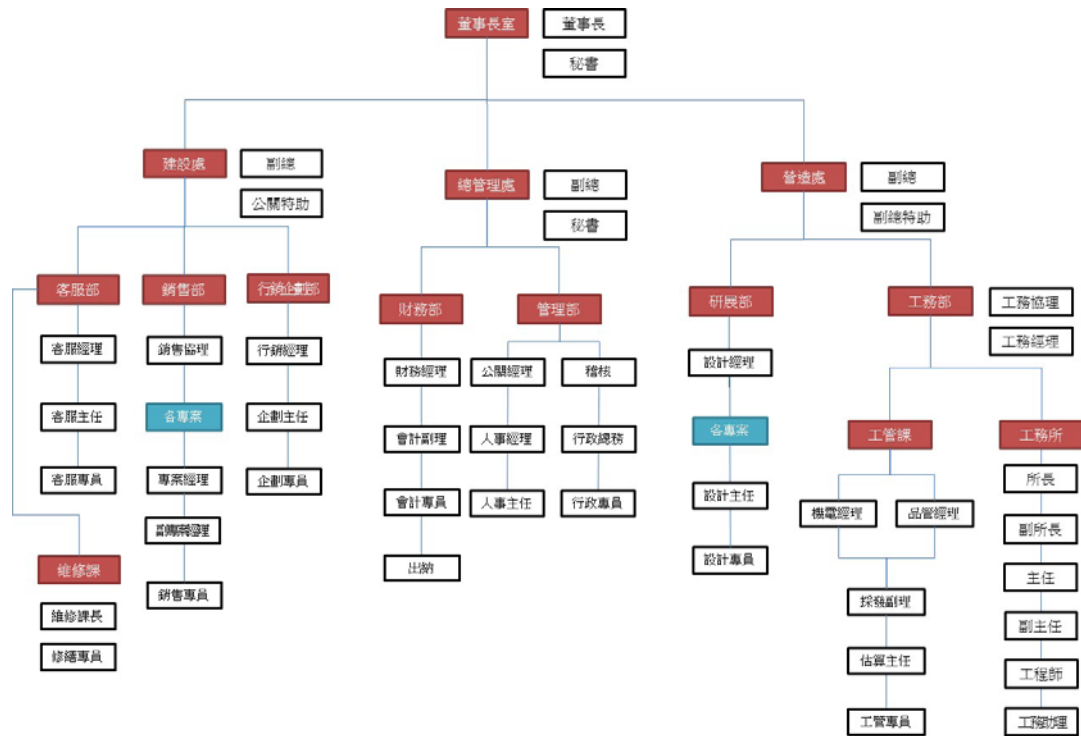 董事長室
董事長
秘書
建設處
副總
公關特助
客服部
客服經理
客服主任
客服專員
維修課
維修課長
修繕專員
銷售部
銷售協理
各專案
專案經理
副專案經理
銷售專員
行銷企劃部
行銷經理
企劃主任
企劃專員
總管理處
副總
秘書
財務部
財務經理
會計副理
會計專員
出納
管理部
公關經理
人事經理
人事主任
稽核
行政總務
行政專員
營造處
副總
副總特助
研展部
設計經理
各專案
設計主任
設計專員
工務部
工務協理
工務經理
工管課
機電經理
品管經理
採發副理
估算主任
工管專員
工務所
所長
副所長
主任
副主任
工程師
工務助理